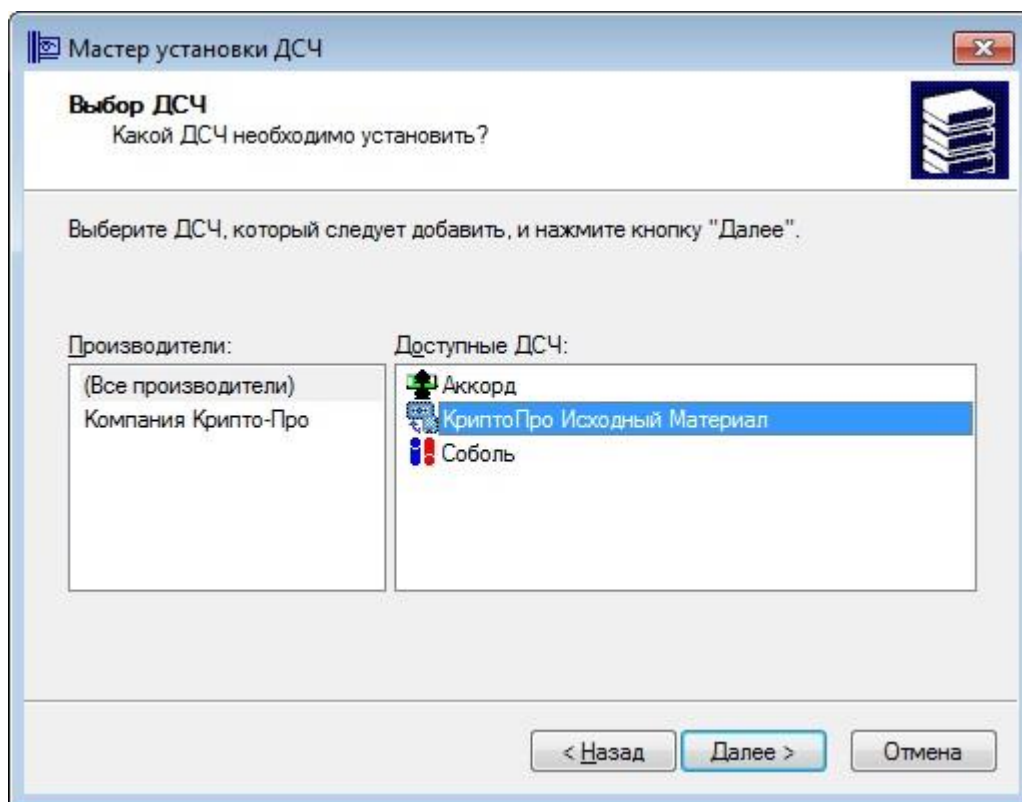 Мастер установки ДСЧ
Выбор ДСЧ
Какой ДСЧ необходимо установить?
Выберите ДСЧ, который следует добавить, и нажмите кнопку "Далее".
Производители:
(Все производители)
Компания Крипто-Про
Доступные ДСЧ:
Аккорд
КриптоПро Исходный Материал
Соболь
< Назад
Далее >
Отмена